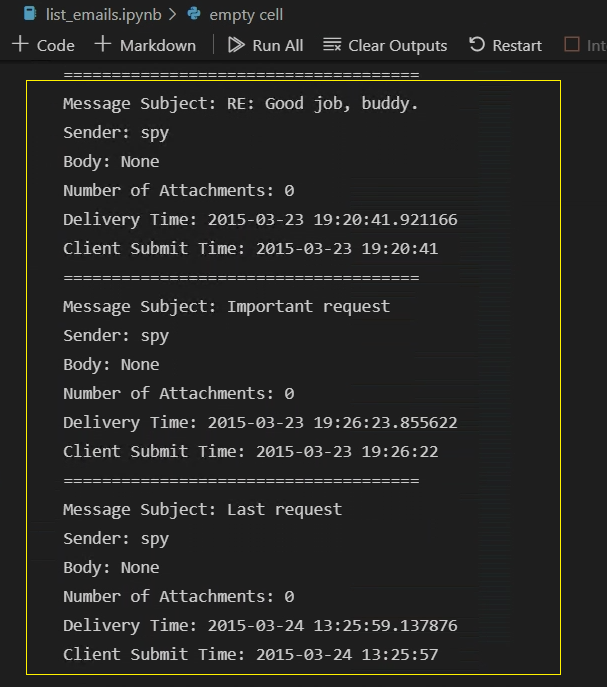 list_emails.ipynb > empty cell
+ Code + Markdown Run All Clear Outputs Restart
=====================================
Message Subject: RE: Good job, buddy.
Sender: spy
Body: None
Number of Attachments: 0
Delivery Time: 2015-03-23 19:20:41.921166
Client Submit Time: 2015-03-23 19:20:41
=====================================
Message Subject: Important request
Sender: spy
Body: None
Number of Attachments: 0
Delivery Time: 2015-03-23 19:26:23.855622
Client Submit Time: 2015-03-23 19:26:22
=====================================
Message Subject: Last request
Sender: spy
Body: None
Number of Attachments: 0
Delivery Time: 2015-03-24 13:25:59.137876
Client Submit Time: 2015-03-24 13:25:57